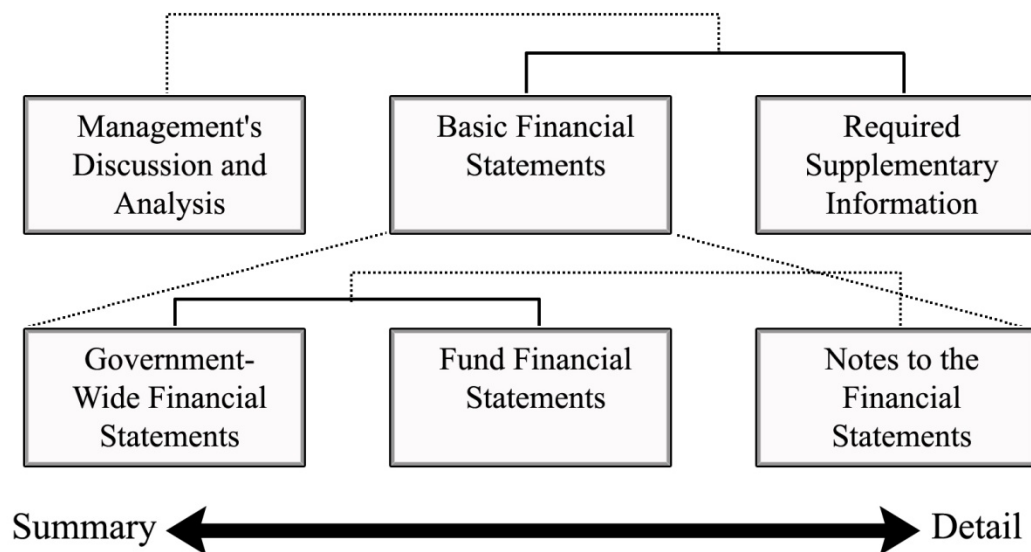 Management's
Discussion and
Analysis
Basic Financial
Statements
Required
Supplementary
Information
Government-
Wide Financial
Statements
Fund Financial
Statements
Notes to the
Financial
Statements
Summary
Detail